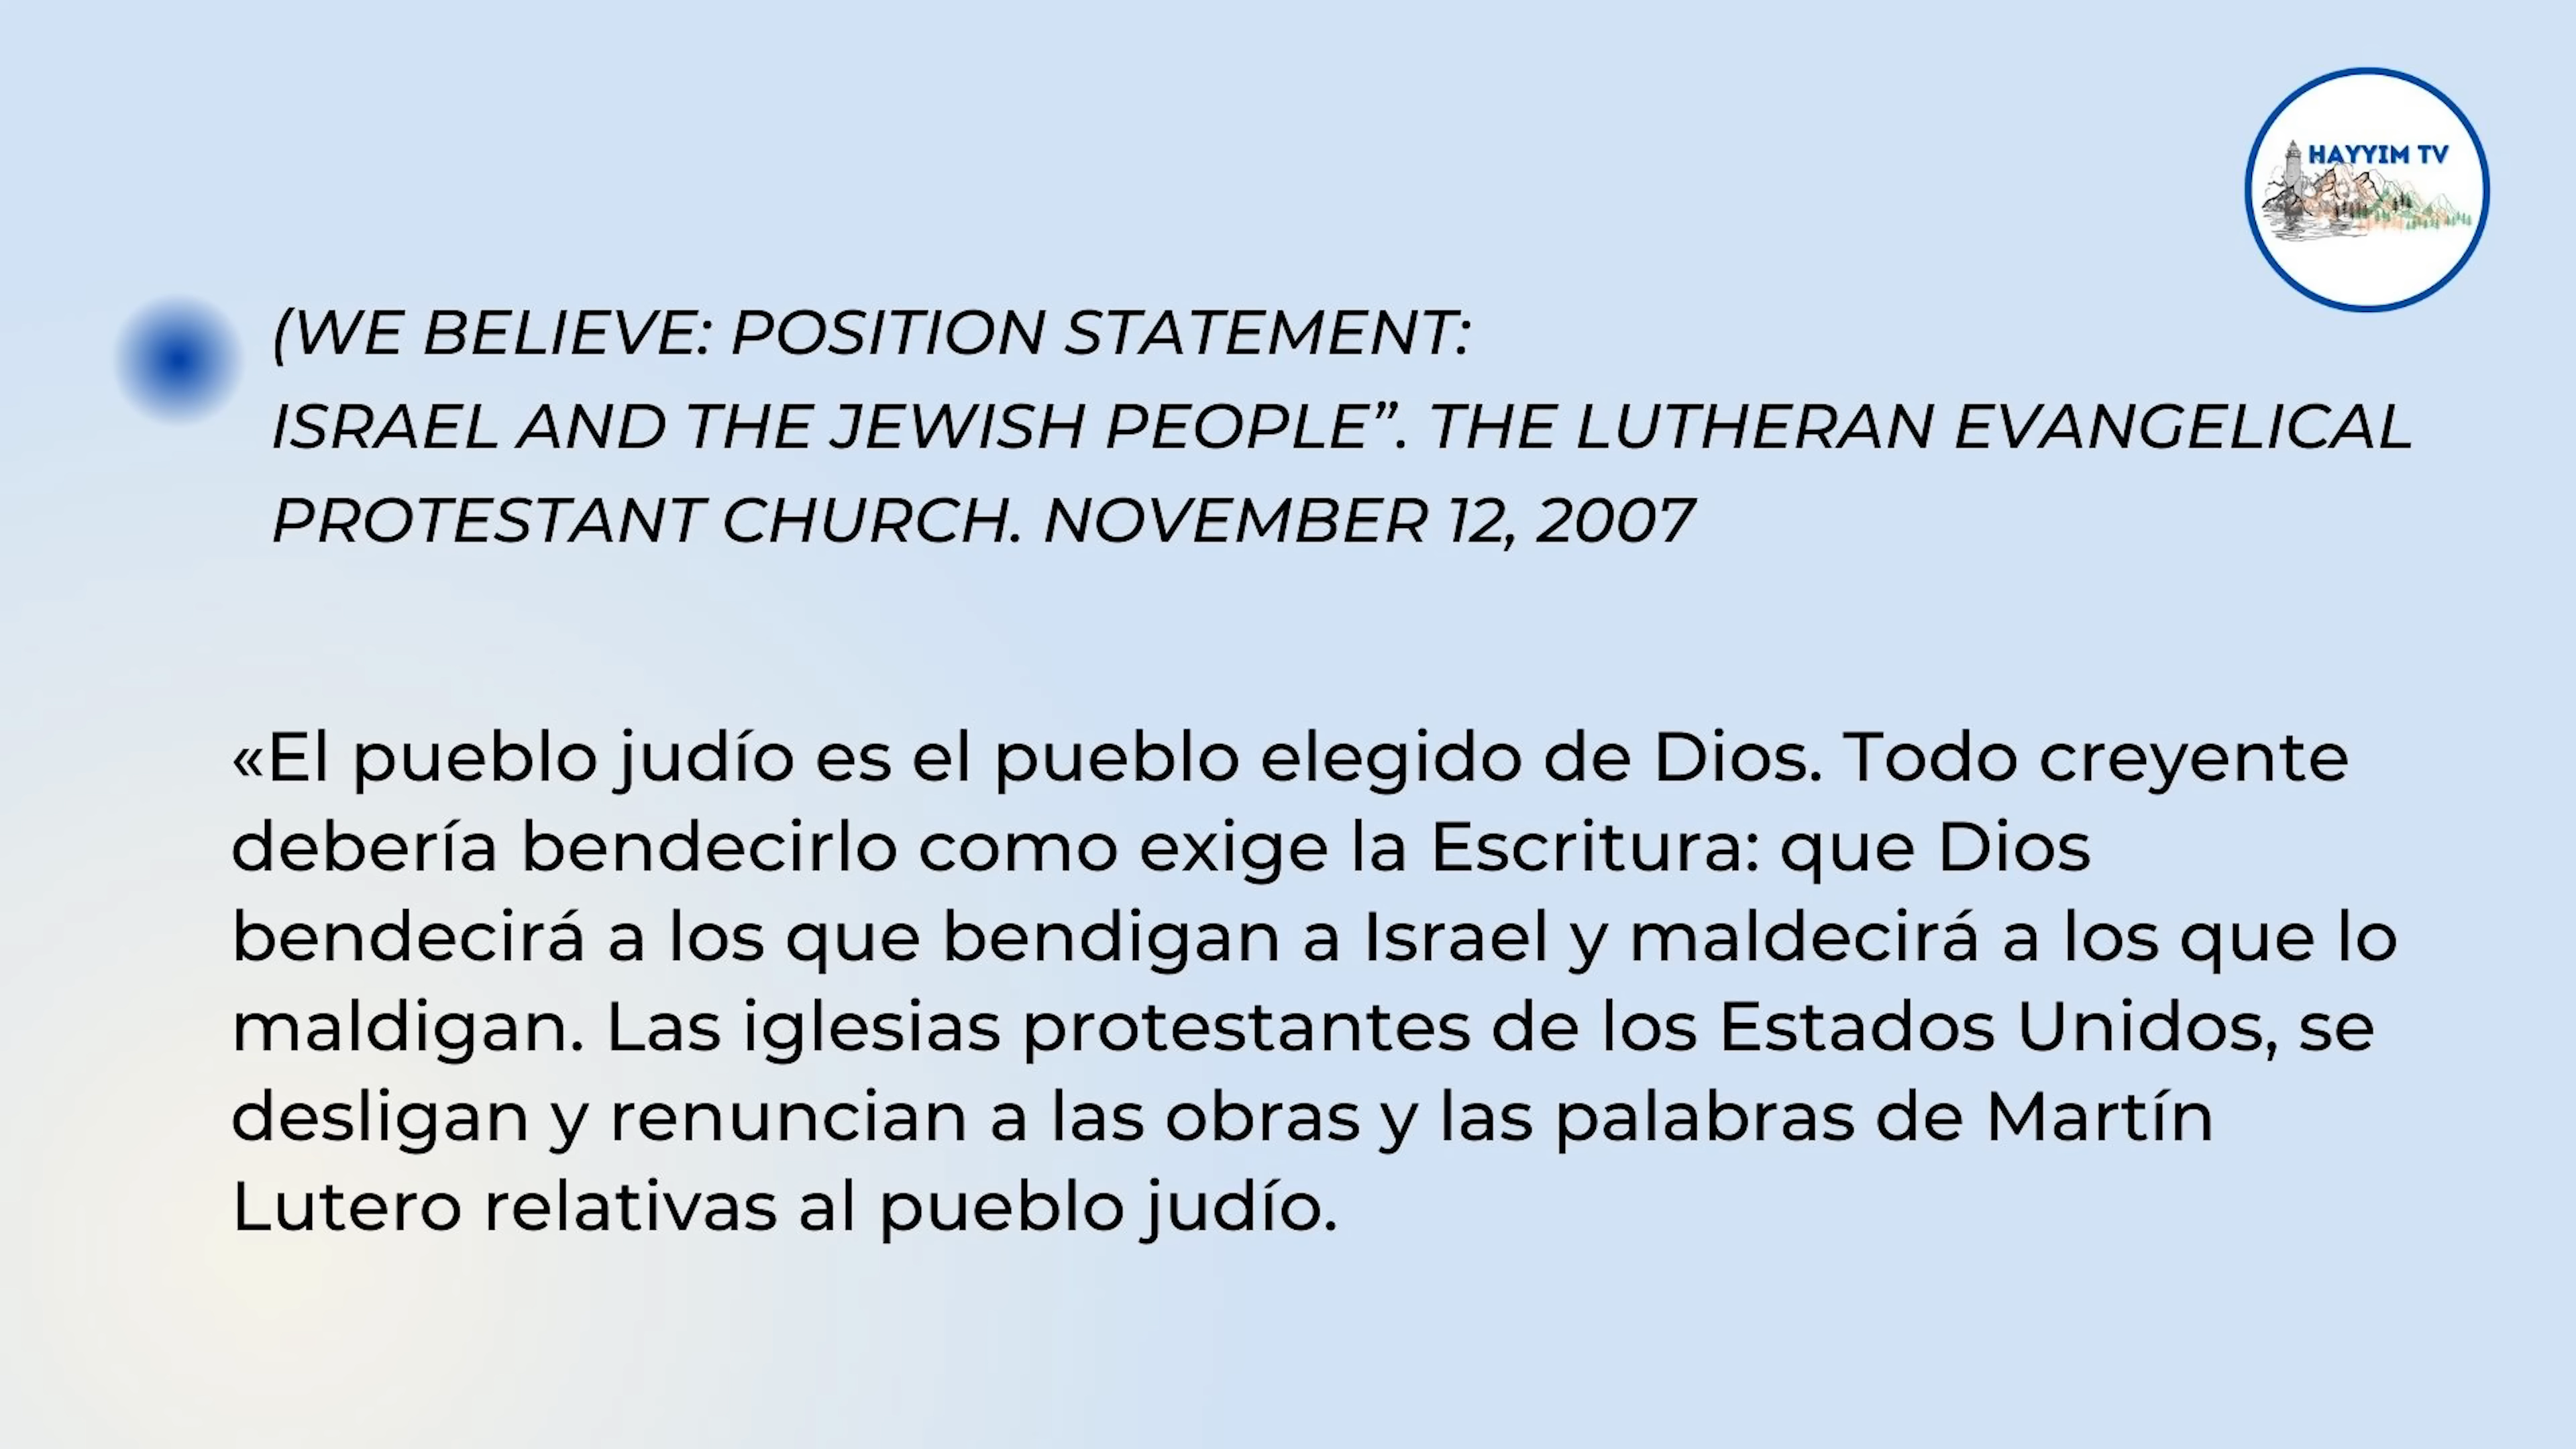 HAYYIM TV
(WE BELIEVE: POSITION STATEMENT:
ISRAEL AND THE JEWISH PEOPLE”. THE LUTHERAN EVANGELICAL
PROTESTANT CHURCH. NOVEMBER 12, 2007
«El pueblo judío es el pueblo elegido de Dios. Todo creyente
debería bendecirlo como exige la Escritura: que Dios
bendecirá a los que bendigan a Israel y maldecirá a los que lo
maldigan. Las iglesias protestantes de los Estados Unidos, se
desligan y renuncian a las obras y las palabras de Martín
Lutero relativas al pueblo judío.